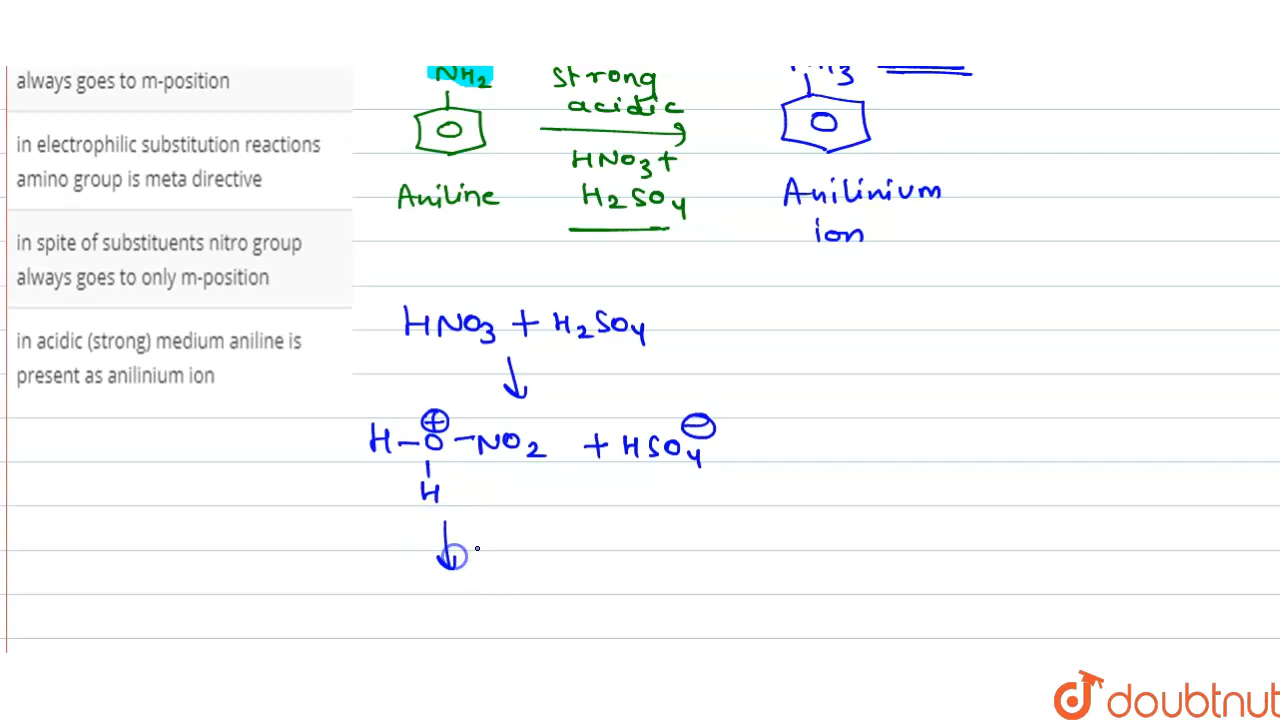 always goes to m-position
in electrophilic substitution reactions
amino group is meta directive
in spite of substituents nitro group
always goes to only m-position
in acidic (strong) medium aniline is
present as anilinium ion
NH2
Aniline
strong
acidic
HNO3+
H2SO4
NH3
Anilinium
ion
HNO3 + H2SO4
H-O-NO2 + HSO4
⊕ ⊖
H
doubtnut